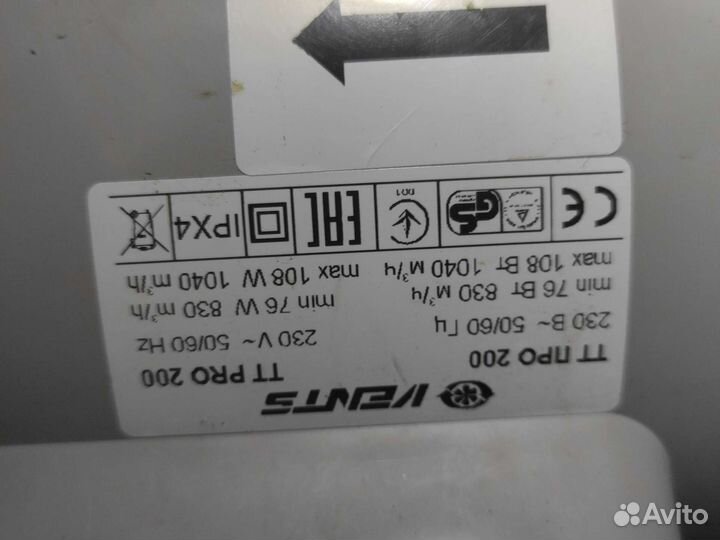 VENTS
ТТ ПРО 200
230 В~ 50/60 Гц
min 76 Вт 830 м³/ч
max 108 Вт 1040 м³/ч
TT PRO 200
230 V~ 50/60 Hz
min 76 W 830 m³/h
max 108 W 1040 m³/h
CE GS 001 EAC IPX4
Avito